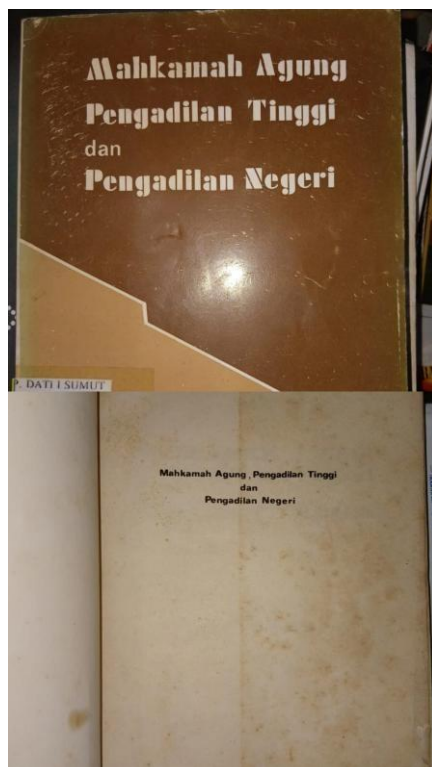 Mahkamah Agung
Pengadilan Tinggi
dan
Pengadilan Negeri
P. DATI I SUMUT
Mahkamah Agung, Pengadilan Tinggi
dan
Pengadilan Negeri